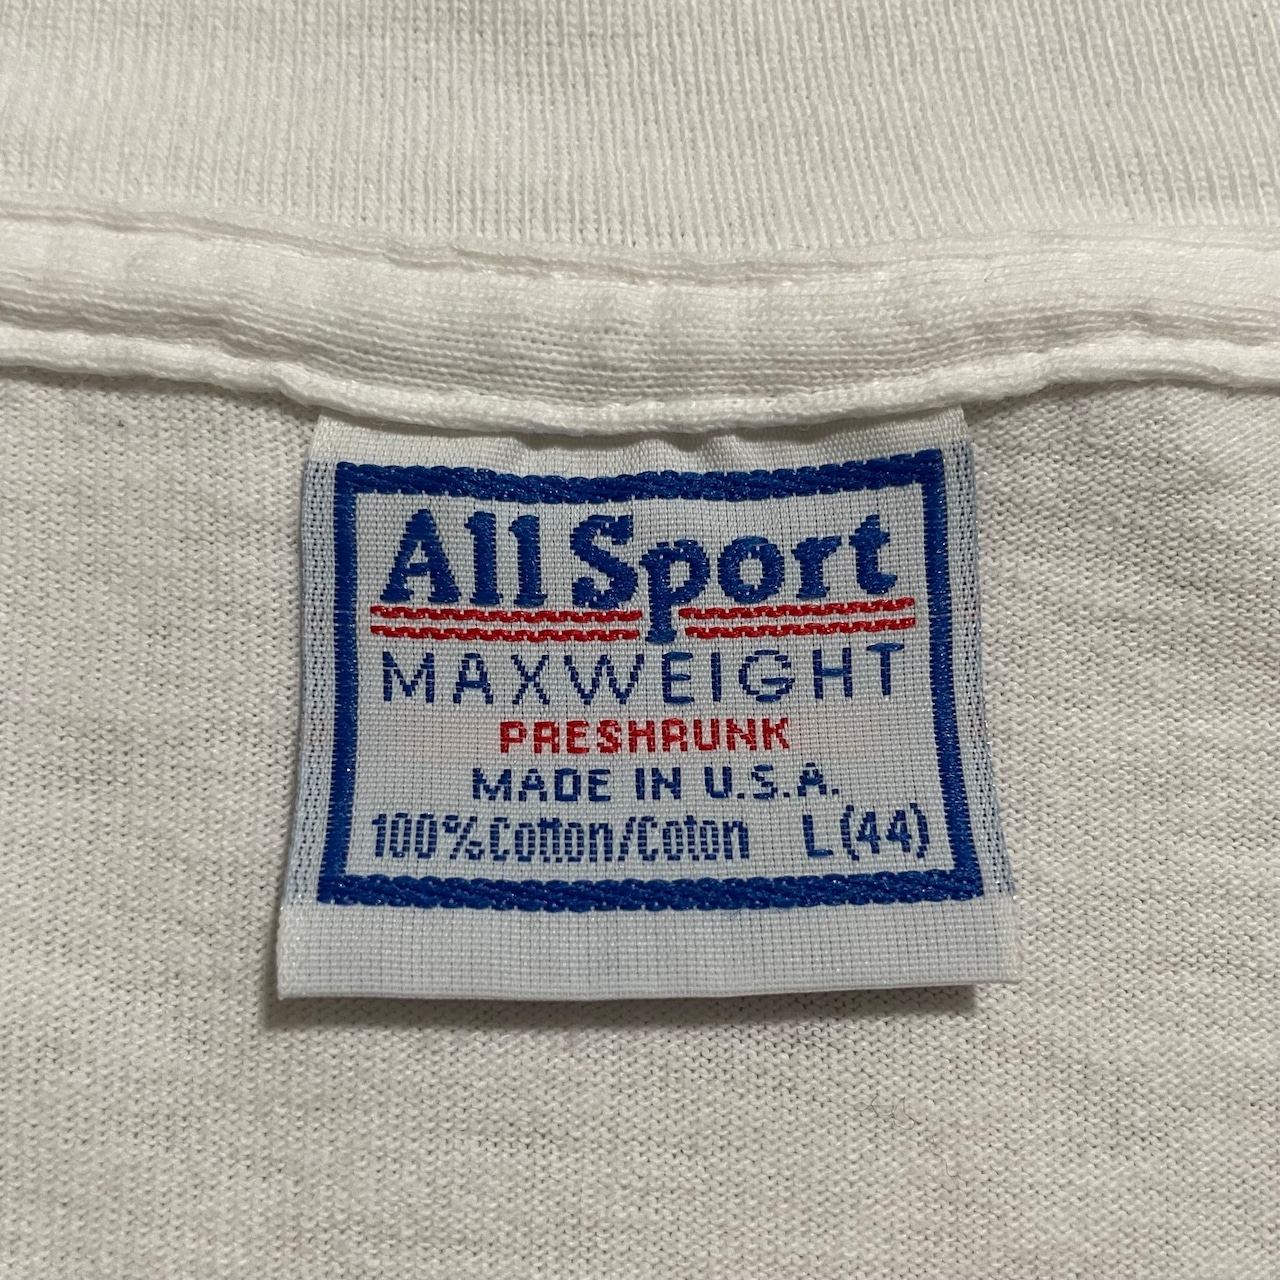 All Sport
MAXWEIGHT
PRESHRUNK
MADE IN U.S.A.
100% Cotton/Coton L (44)